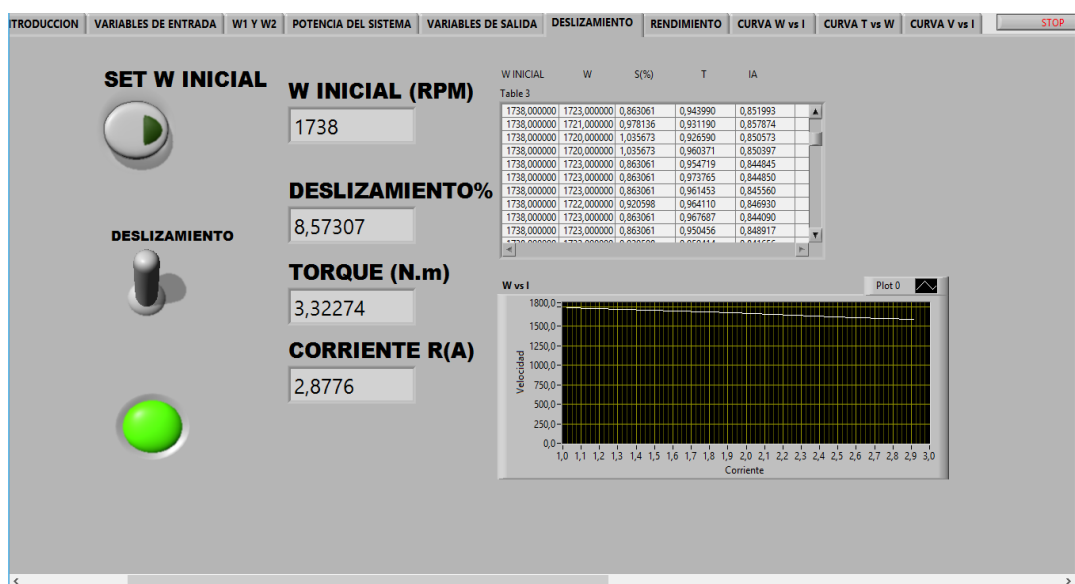 TRODUCCION VARIABLES DE ENTRADA W1 Y W2 POTENCIA DEL SISTEMA VARIABLES DE SALIDA DESLIZAMIENTO RENDIMIENTO CURVA W vs I CURVA T vs W CURVA V vs I STOP
SET W INICIAL
W INICIAL (RPM)
1738
DESLIZAMIENTO%
8,57307
DESLIZAMIENTO
TORQUE (N.m)
3,32274
CORRIENTE R(A)
2,8776
W INICIAL W S(%) T IA
Table 3
1738,000000 1723,000000 0,863061 0,943990 0,851993
1738,000000 1721,000000 0,978136 0,931190 0,857874
1738,000000 1720,000000 1,035673 0,926590 0,850573
1738,000000 1720,000000 1,035673 0,960371 0,850397
1738,000000 1723,000000 0,863061 0,954719 0,844845
1738,000000 1723,000000 0,863061 0,973765 0,844850
1738,000000 1723,000000 0,863061 0,961453 0,845560
1738,000000 1722,000000 0,920598 0,964110 0,846930
1738,000000 1723,000000 0,863061 0,967687 0,844090
1738,000000 1723,000000 0,863061 0,950456 0,848917
W vs I
Plot 0
1800,0
1500,0
1250,0
1000,0
750,0
500,0
250,0
0,0
Velocidad
1,0 1,1 1,2 1,3 1,4 1,5 1,6 1,7 1,8 1,9 2,0 2,1 2,2 2,3 2,4 2,5 2,6 2,7 2,8 2,9 3,0
Corriente